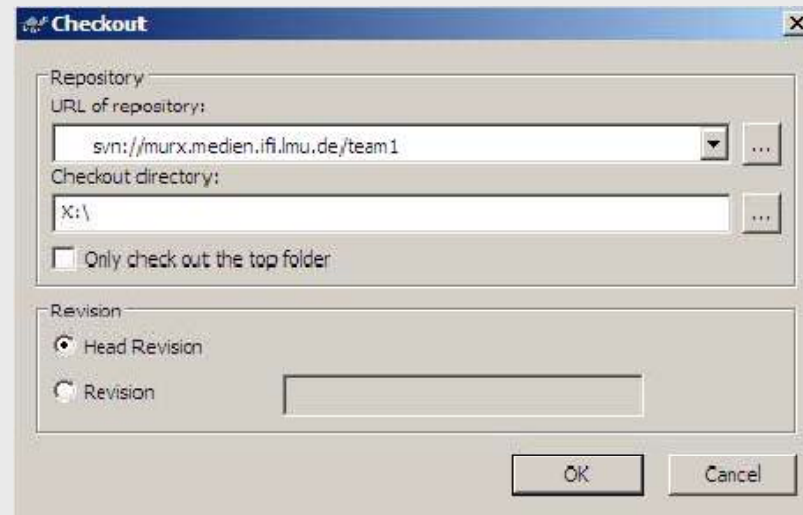 Checkout
Repository
URL of repository:
svn://murx.medien.ifi.lmu.de/team1
...
Checkout directory:
X:\
...
Only check out the top folder
Revision
Head Revision
Revision
OK
Cancel